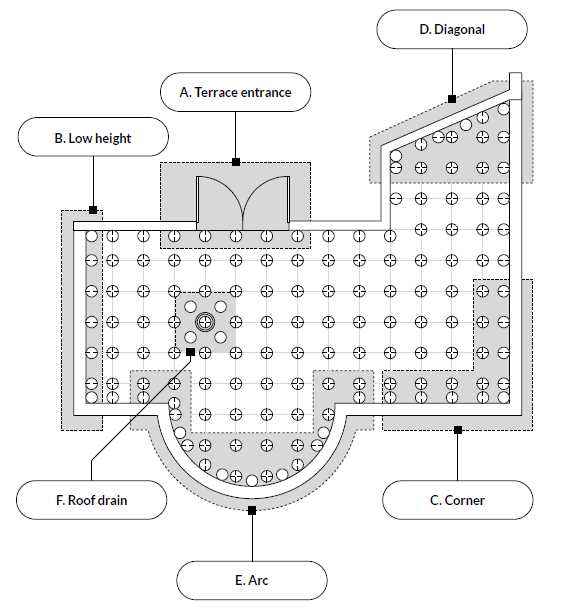 D. Diagonal
A. Terrace entrance
B. Low height
F. Roof drain
C. Corner
E. Arc